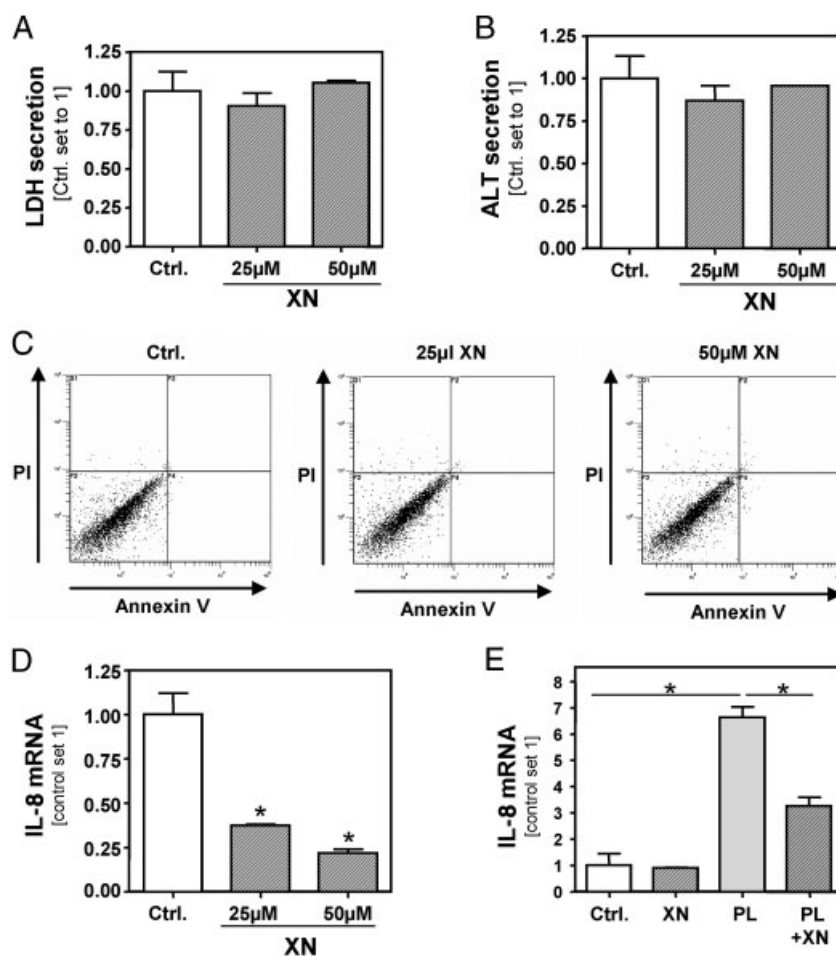 A
LDH secretion
[Ctrl. set to 1]
1.25
1.00
0.75
0.50
0.25
0.00
Ctrl.
25µM
50µM
XN
B
ALT secretion
[Ctrl. set to 1]
1.25
1.00
0.75
0.50
0.25
0.00
Ctrl.
25µM
50µM
XN
C
Ctrl.
PI
Annexin V
25µl XN
PI
Annexin V
50µM XN
PI
Annexin V
D
IL-8 mRNA
[control set 1]
1.25
1.00
0.75
0.50
0.25
0.00
Ctrl.
* 25µM
* 50µM
XN
E
IL-8 mRNA
[control set 1]
8
7
6
5
4
3
2
1
0
* *
Ctrl.
XN
PL
PL
+XN